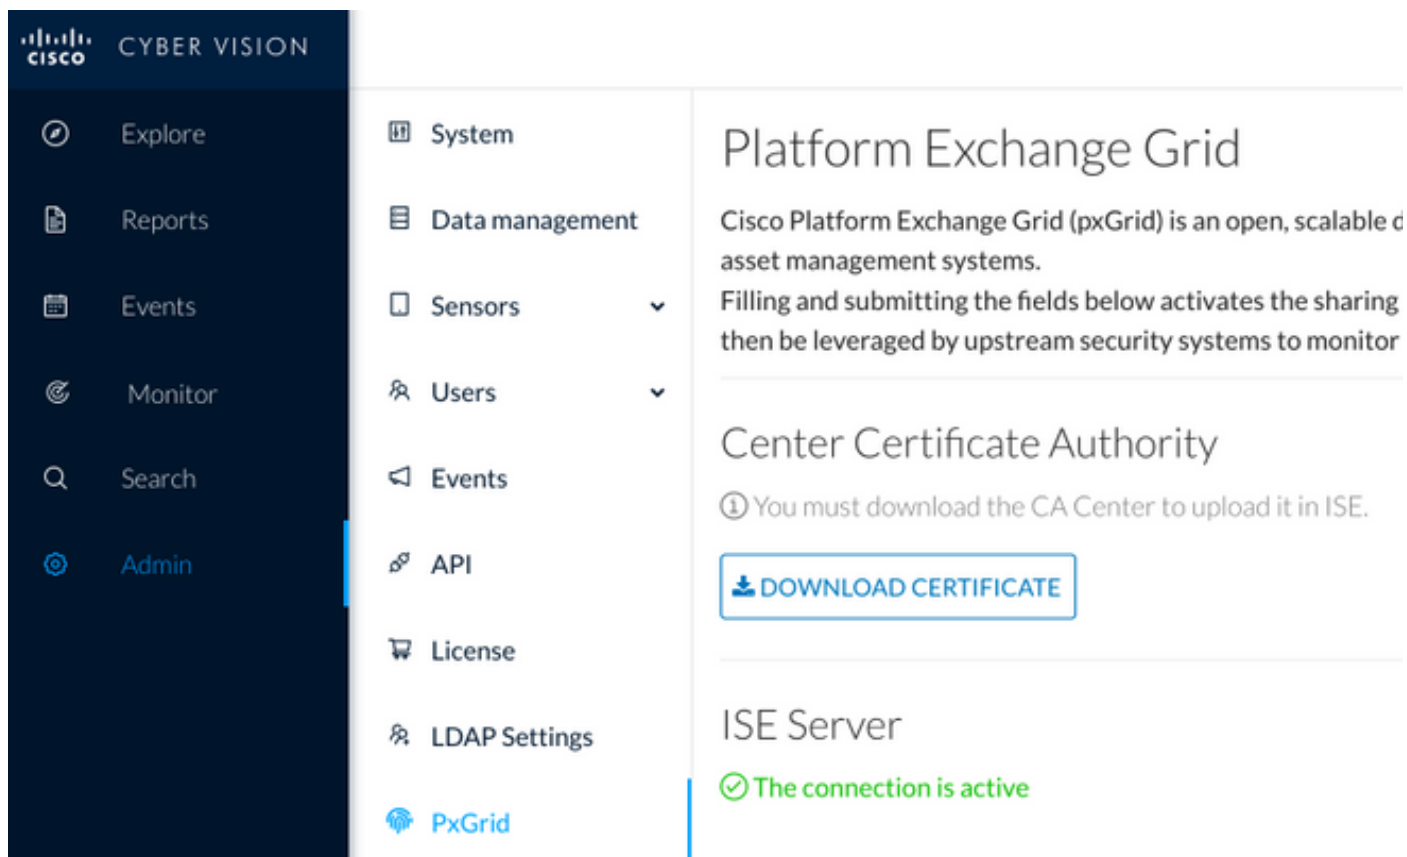 CISCO CYBER VISION
Explore
Reports
Events
Monitor
Search
Admin
System
Data management
Sensors
Users
Events
API
License
LDAP Settings
PxGrid
Platform Exchange Grid
Cisco Platform Exchange Grid (pxGrid) is an open, scalable
asset management systems.
Filling and submitting the fields below activates the sharing
then be leveraged by upstream security systems to monitor
Center Certificate Authority
You must download the CA Center to upload it in ISE.
DOWNLOAD CERTIFICATE
ISE Server
The connection is active